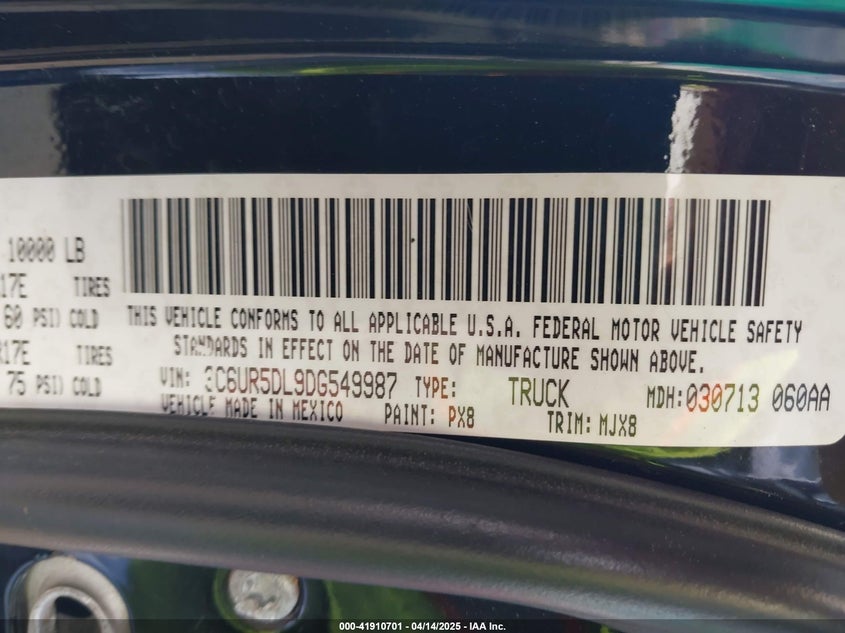 10000 LB
17E TIRES
60 PSI) COLD
R17E TIRES
75 PSI) COLD
THIS VEHICLE CONFORMS TO ALL APPLICABLE U.S.A. FEDERAL MOTOR VEHICLE SAFETY
STANDARDS IN EFFECT ON THE DATE OF MANUFACTURE SHOWN ABOVE.
VIN: 3C6UR5DL9DG549987 TYPE: TRUCK MDH:030713 060AA
VEHICLE MADE IN MEXICO PAINT: PX8 TRIM: MJX8
000-41910701 - 04/14/2025 - IAA Inc.